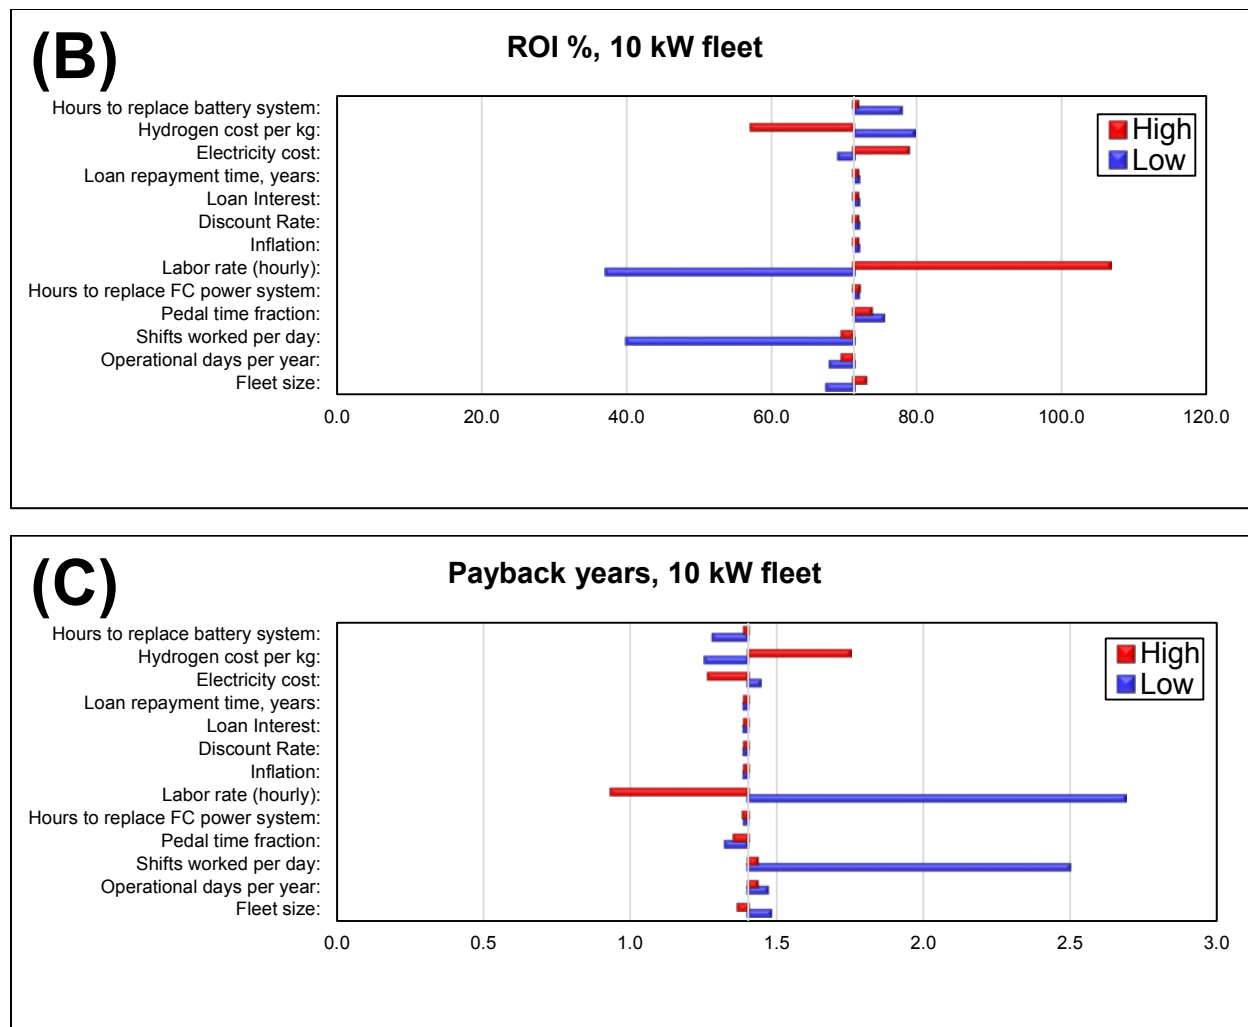 (B)
ROI %, 10 kW fleet
Hours to replace battery system:
Hydrogen cost per kg:
Electricity cost:
Loan repayment time, years:
Loan Interest:
Discount Rate:
Inflation:
Labor rate (hourly):
Hours to replace FC power system:
Pedal time fraction:
Shifts worked per day:
Operational days per year:
Fleet size:
High
Low
0.0 20.0 40.0 60.0 80.0 100.0 120.0
(C)
Payback years, 10 kW fleet
Hours to replace battery system:
Hydrogen cost per kg:
Electricity cost:
Loan repayment time, years:
Loan Interest:
Discount Rate:
Inflation:
Labor rate (hourly):
Hours to replace FC power system:
Pedal time fraction:
Shifts worked per day:
Operational days per year:
Fleet size:
High
Low
0.0 0.5 1.0 1.5 2.0 2.5 3.0